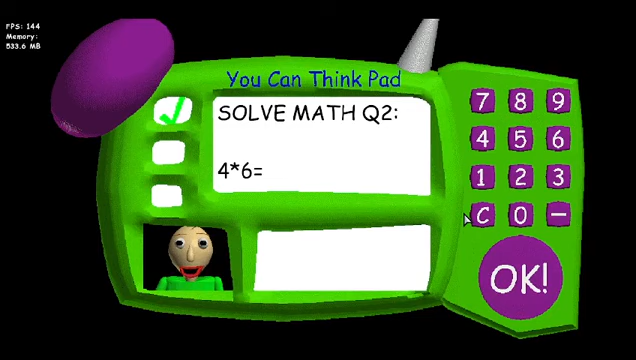 FPS: 144
Memory:
533.6 MB
You Can Think Pad
SOLVE MATH Q2:
4*6=
7 8 9
4 5 6
1 2 3
C 0 −
OK!